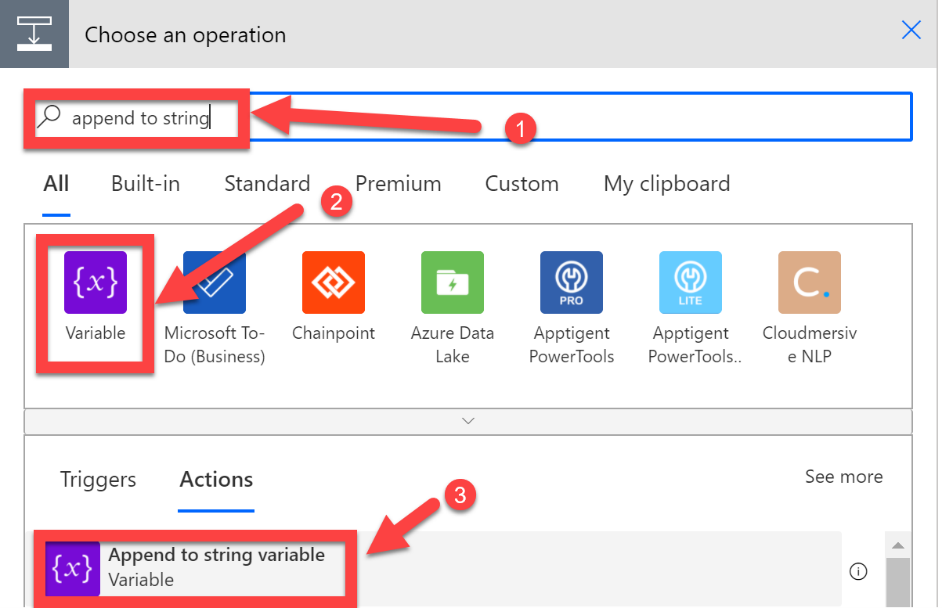 Choose an operation
append to string
1
All Built-in Standard Premium Custom My clipboard
2
{x}
PRO
LITE
C.
Variable
Microsoft To-
Do (Business)
Chainpoint
Azure Data
Lake
Apptigent
PowerTools
Apptigent
PowerTools..
Cloudmersiv
e NLP
Triggers Actions See more
3
{x}
Append to string variable
Variable